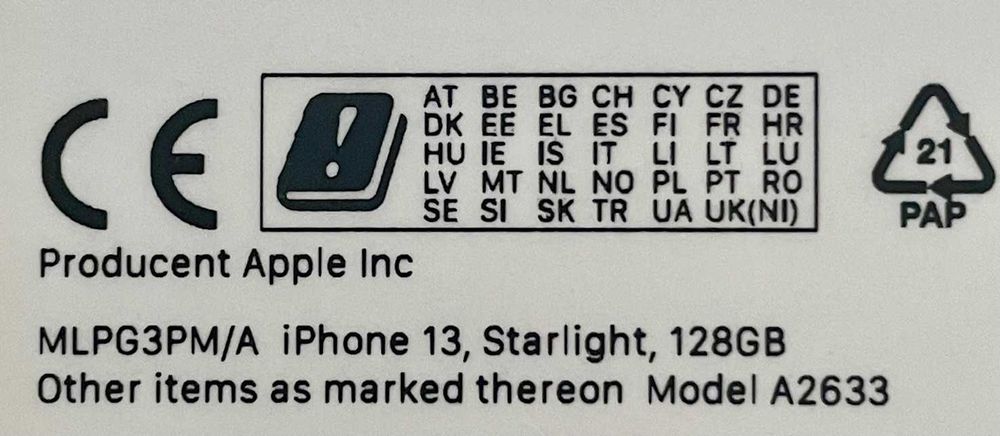 CE
AT BE BG CH CY CZ DE
DK EE EL ES FI FR HR
HU IE IS IT LI LT LU
LV MT NL NO PL PT RO
SE SI SK TR UA UK(NI)
21
PAP
Producent Apple Inc
MLPG3PM/A iPhone 13, Starlight, 128GB
Other items as marked thereon Model A2633